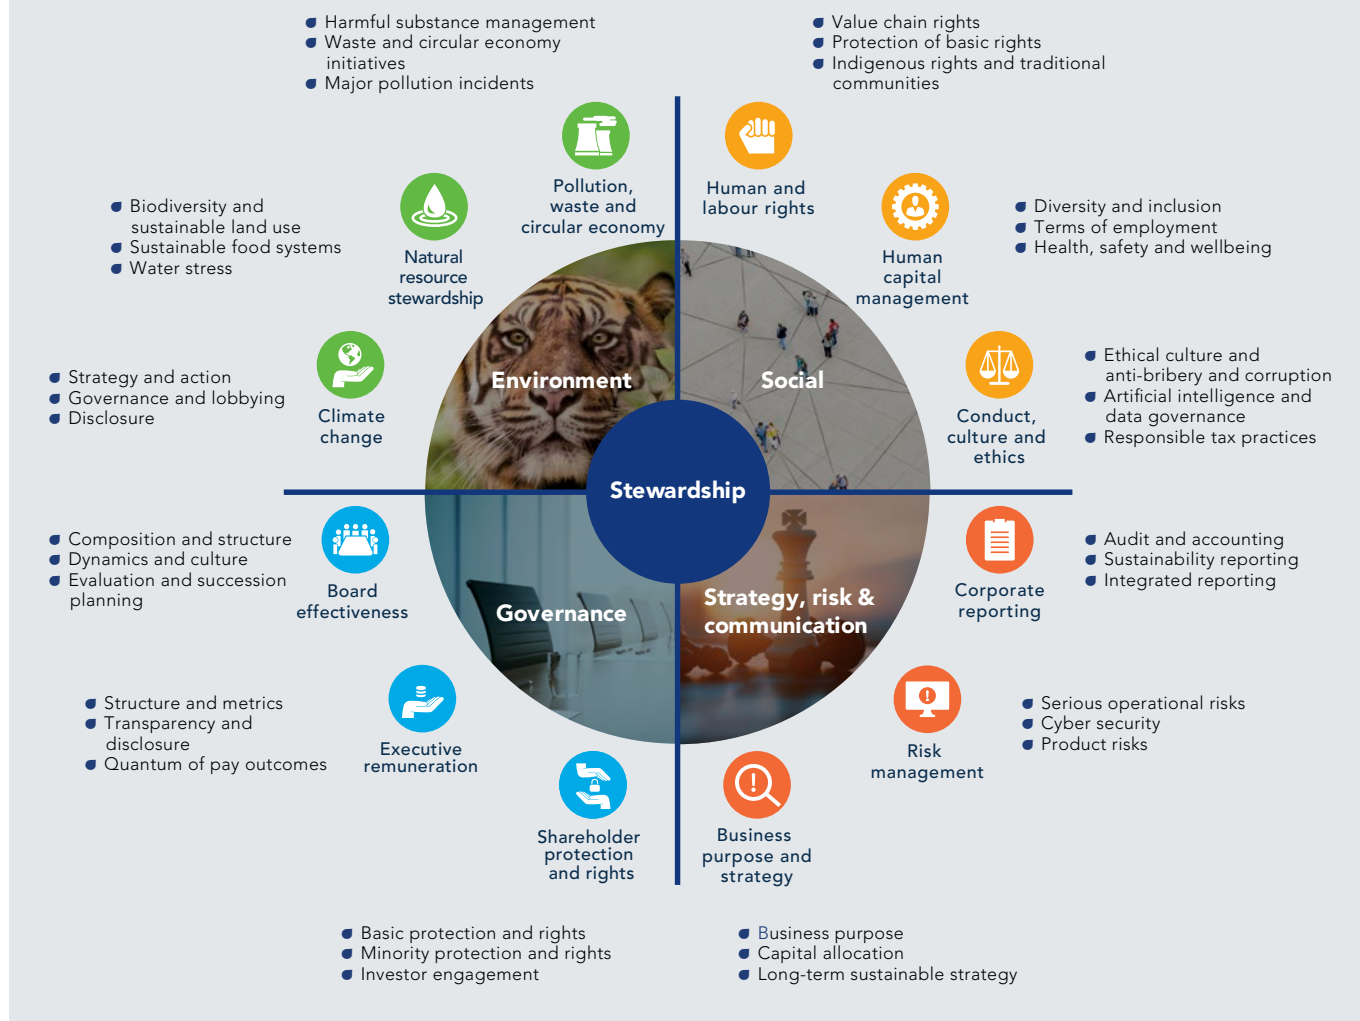 Harmful substance management
Waste and circular economy
initiatives
Major pollution incidents
Value chain rights
Protection of basic rights
Indigenous rights and traditional
communities
Pollution,
waste and
circular economy
Human and
labour rights
Biodiversity and
sustainable land use
Sustainable food systems
Water stress
Natural
resource
stewardship
Human
capital
management
Diversity and inclusion
Terms of employment
Health, safety and wellbeing
Strategy and action
Governance and lobbying
Disclosure
Climate
change
Environment
Social
Conduct,
culture and
ethics
Ethical culture and
anti-bribery and corruption
Artificial intelligence and
data governance
Responsible tax practices
Stewardship
Composition and structure
Dynamics and culture
Evaluation and succession
planning
Board
effectiveness
Governance
Strategy, risk &
communication
Corporate
reporting
Audit and accounting
Sustainability reporting
Integrated reporting
Structure and metrics
Transparency and
disclosure
Quantum of pay outcomes
Executive
remuneration
Risk
management
Serious operational risks
Cyber security
Product risks
Shareholder
protection
and rights
Business
purpose and
strategy
Basic protection and rights
Minority protection and rights
Investor engagement
Business purpose
Capital allocation
Long-term sustainable strategy